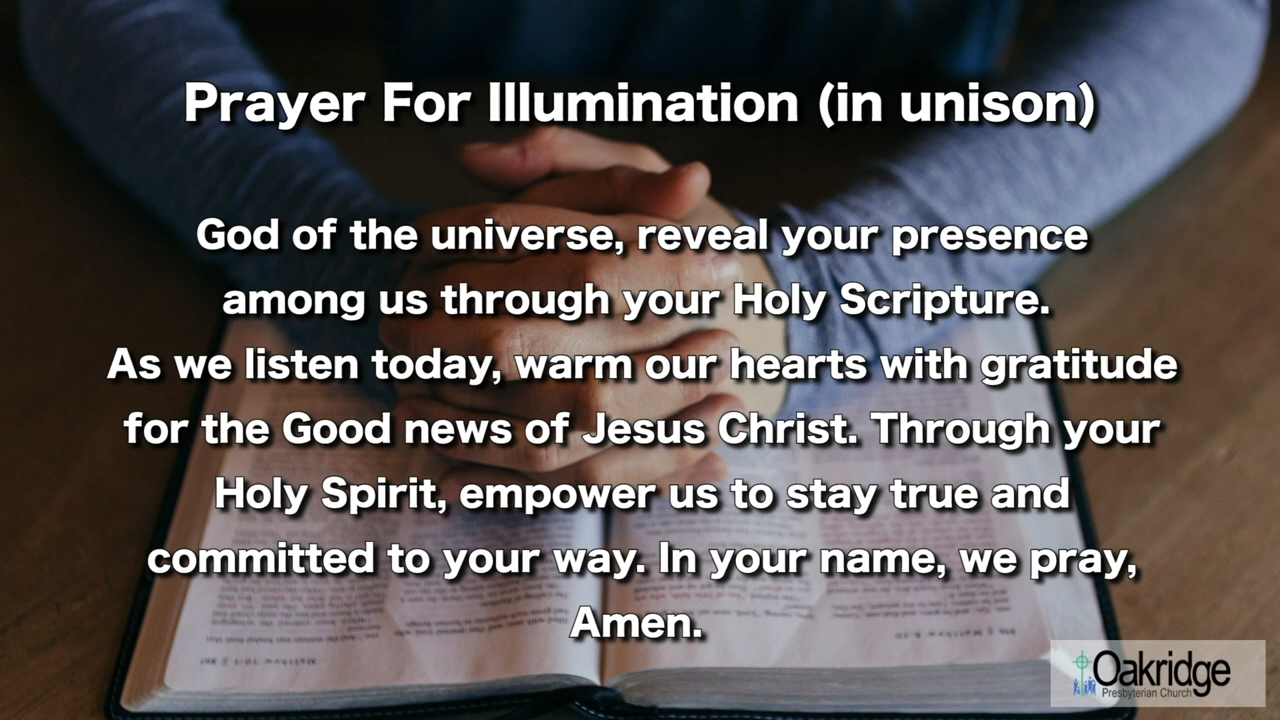 Prayer For Illumination (in unison)
God of the universe, reveal your presence
among us through your Holy Scripture.
As we listen today, warm our hearts with gratitude
for the Good news of Jesus Christ. Through your
Holy Spirit, empower us to stay true and
committed to your way. In your name, we pray,
Amen.
Oakridge
Presbyterian Church